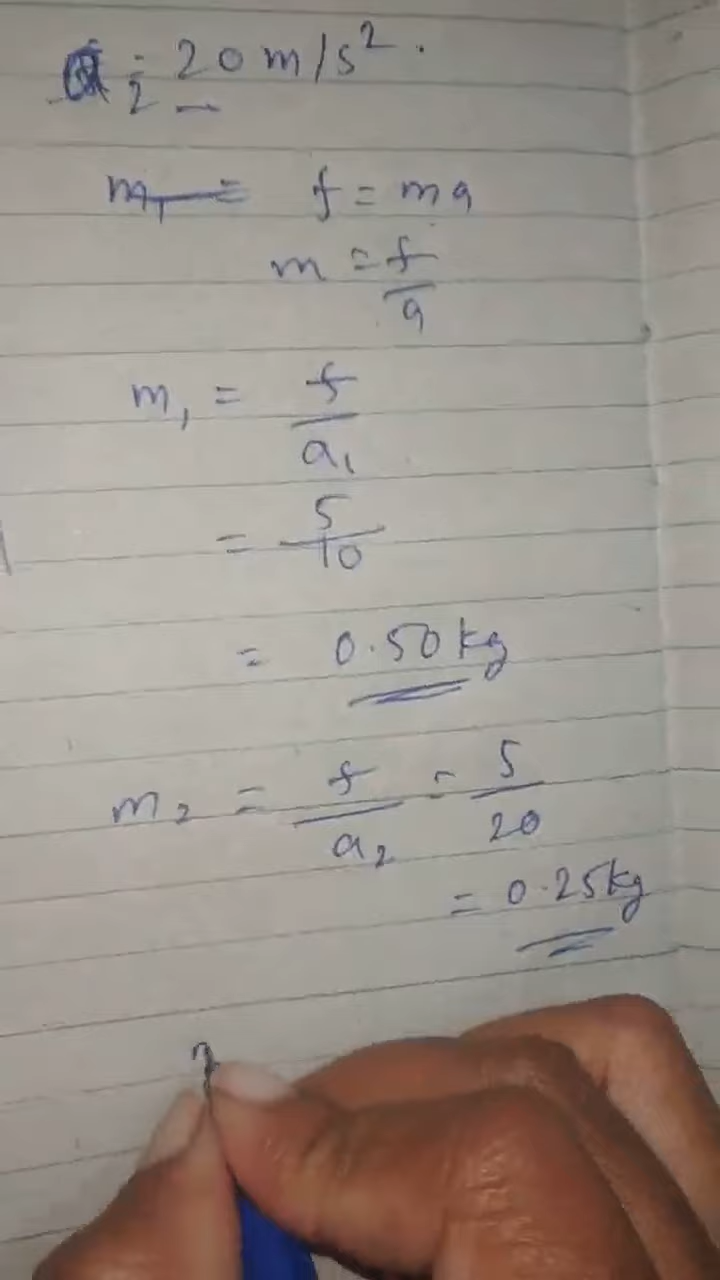 a₂ = 20 m/s².
m₁ = f = ma
m = f/a
m₁ = f/a₁
= 5/10
= 0.50 kg
m₂ = f/a₂ = 5/20
= 0.25 kg